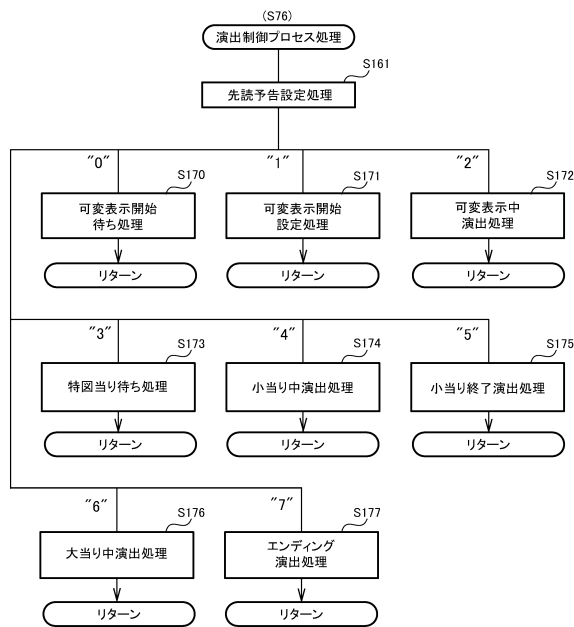 (S76)
演出制御プロセス処理
S161
先読予告設定処理
"0"
"1"
"2"
S170
S171
S172
可変表示開始
待ち処理
可変表示開始
設定処理
可変表示中
演出処理
リターン
リターン
リターン
"3"
"4"
"5"
S173
S174
S175
特図当り待ち処理
小当り中演出処理
小当り終了演出処理
リターン
リターン
リターン
"6"
"7"
S176
S177
大当り中演出処理
エンディング
演出処理
リターン
リターン